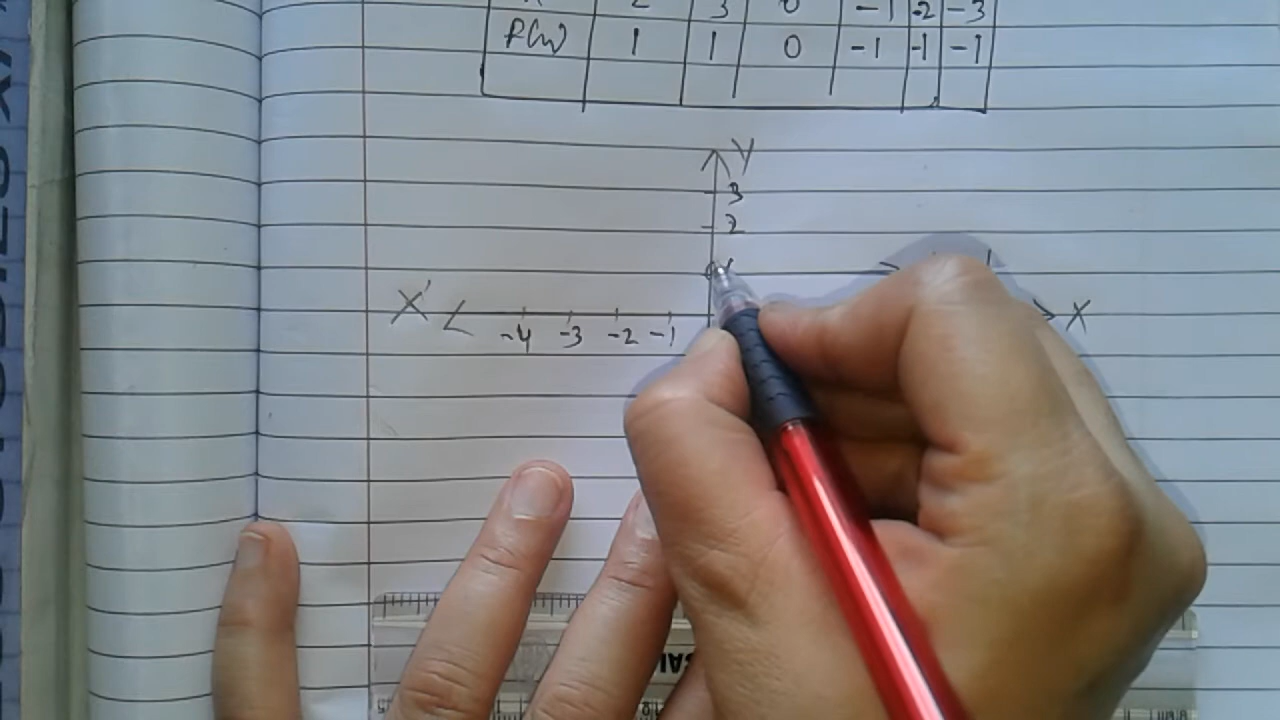 2 3 0 -1 -2 -3
f(x) 1 1 0 -1 -1 -1
Y
3
2
X' -4 -3 -2 -1 X